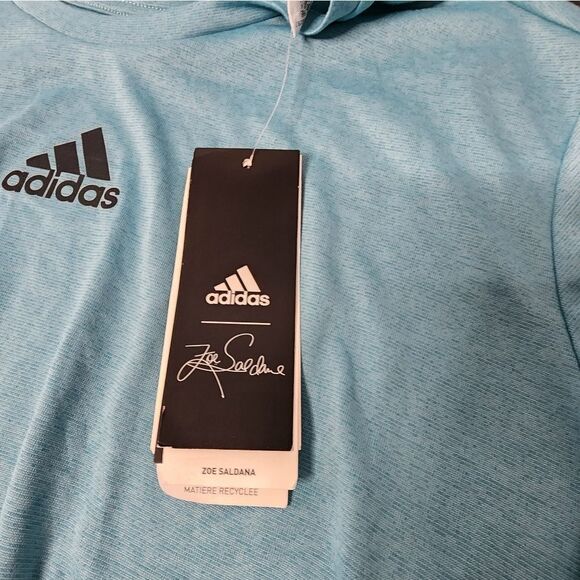 adidas
adidas
Zoe Saldana
ZOE SALDANA
MATIERE RECYCLEE